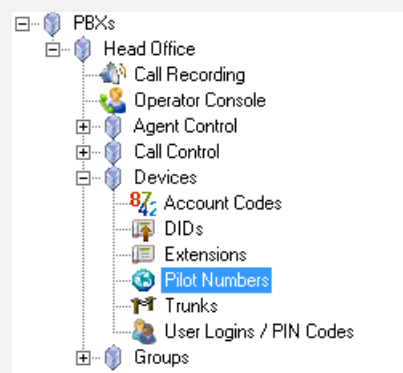 PBXs
Head Office
Call Recording
Operator Console
Agent Control
Call Control
Devices
Account Codes
DIDs
Extensions
Pilot Numbers
Trunks
User Logins / PIN Codes
Groups